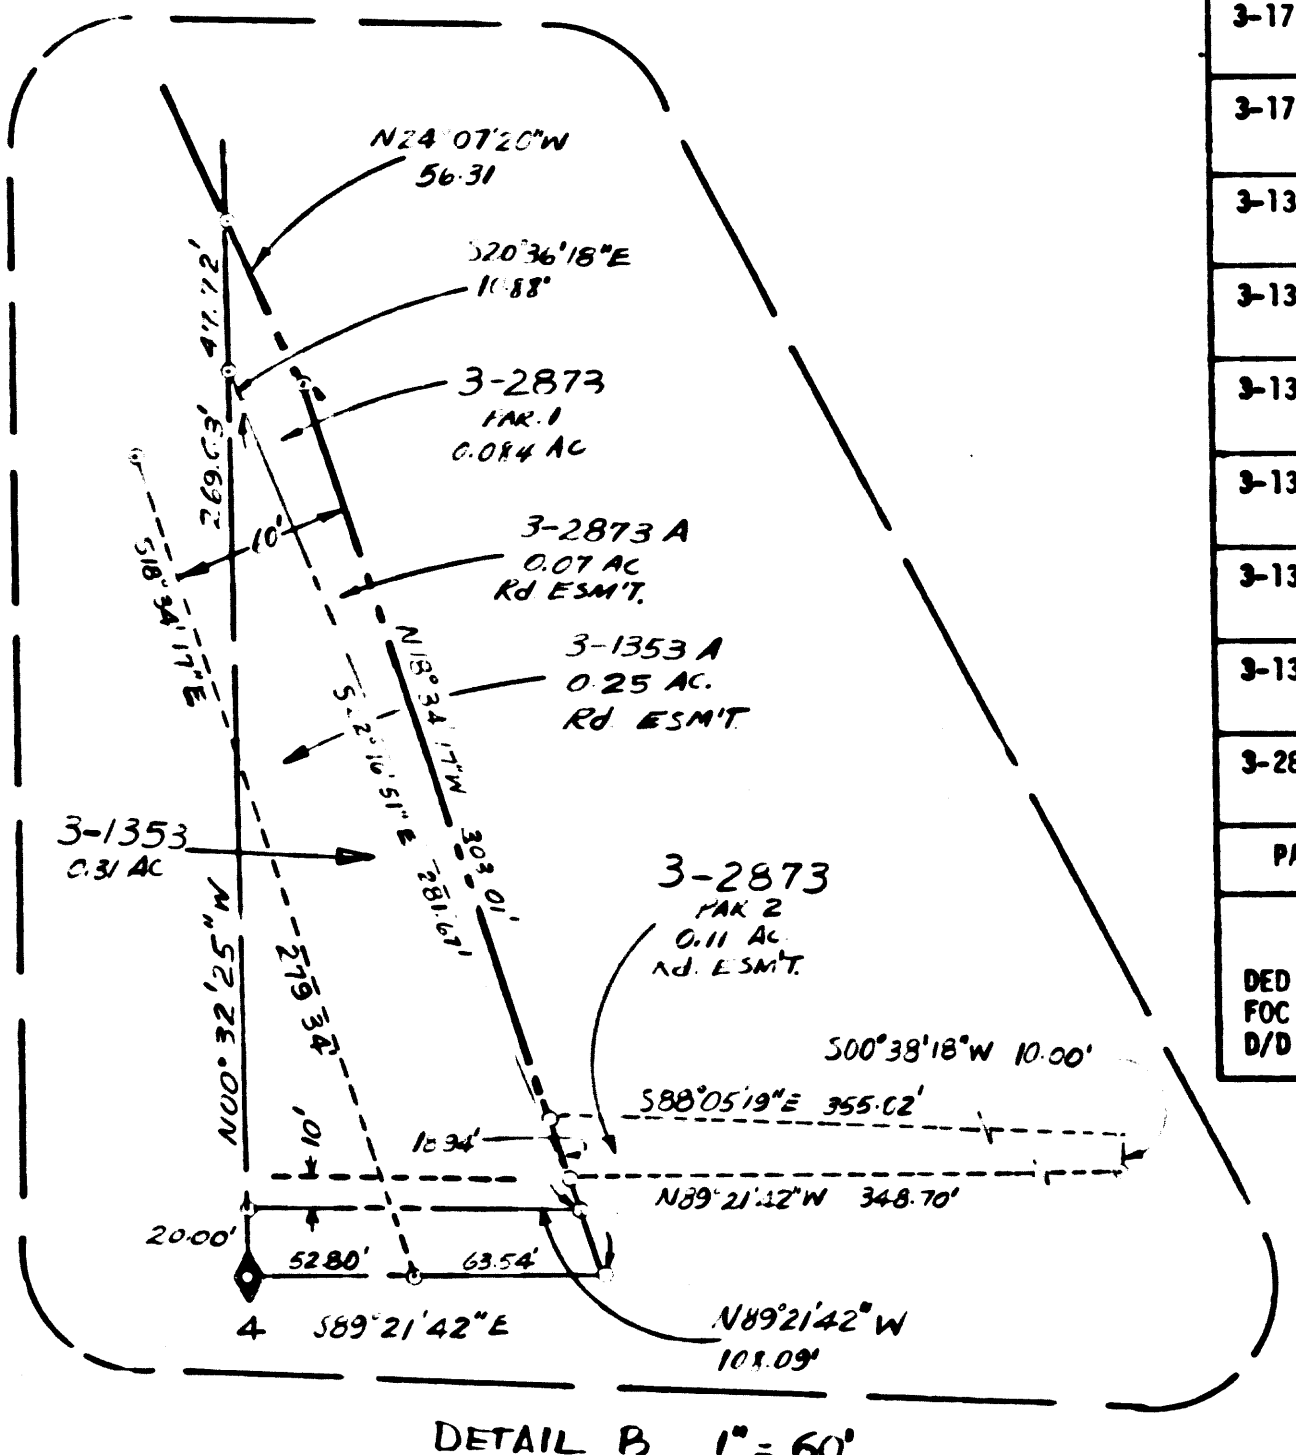 N24°07'20"W
56.31
S20°36'18"E
10.88'
47.72'
269.63'
3-2873
PAR. 1
0.084 AC
10'
3-2873 A
0.07 AC
Rd ESM'T.
S18°34'17"E
3-1353 A
0.25 AC.
Rd. ESM'T.
N18°34'17"W 303.01'
16'51"E 281.67'
3-1353
0.31 AC
N00°32'25"W
279.34'
3-2873
PAR 2
0.11 AC.
Rd. ESM'T.
S00°38'18"W 10.00'
S88°05'19"E 355.02'
10'
N89°21'42"W 348.70'
20.00'
52.80'
63.54'
4 S89°21'42"E
N89°21'42"W
108.09'
DETAIL B 1" = 60'
3-17
3-17
3-13
3-13
3-13
3-13
3-13
3-13
3-28
PA
DED
FOC
D/D